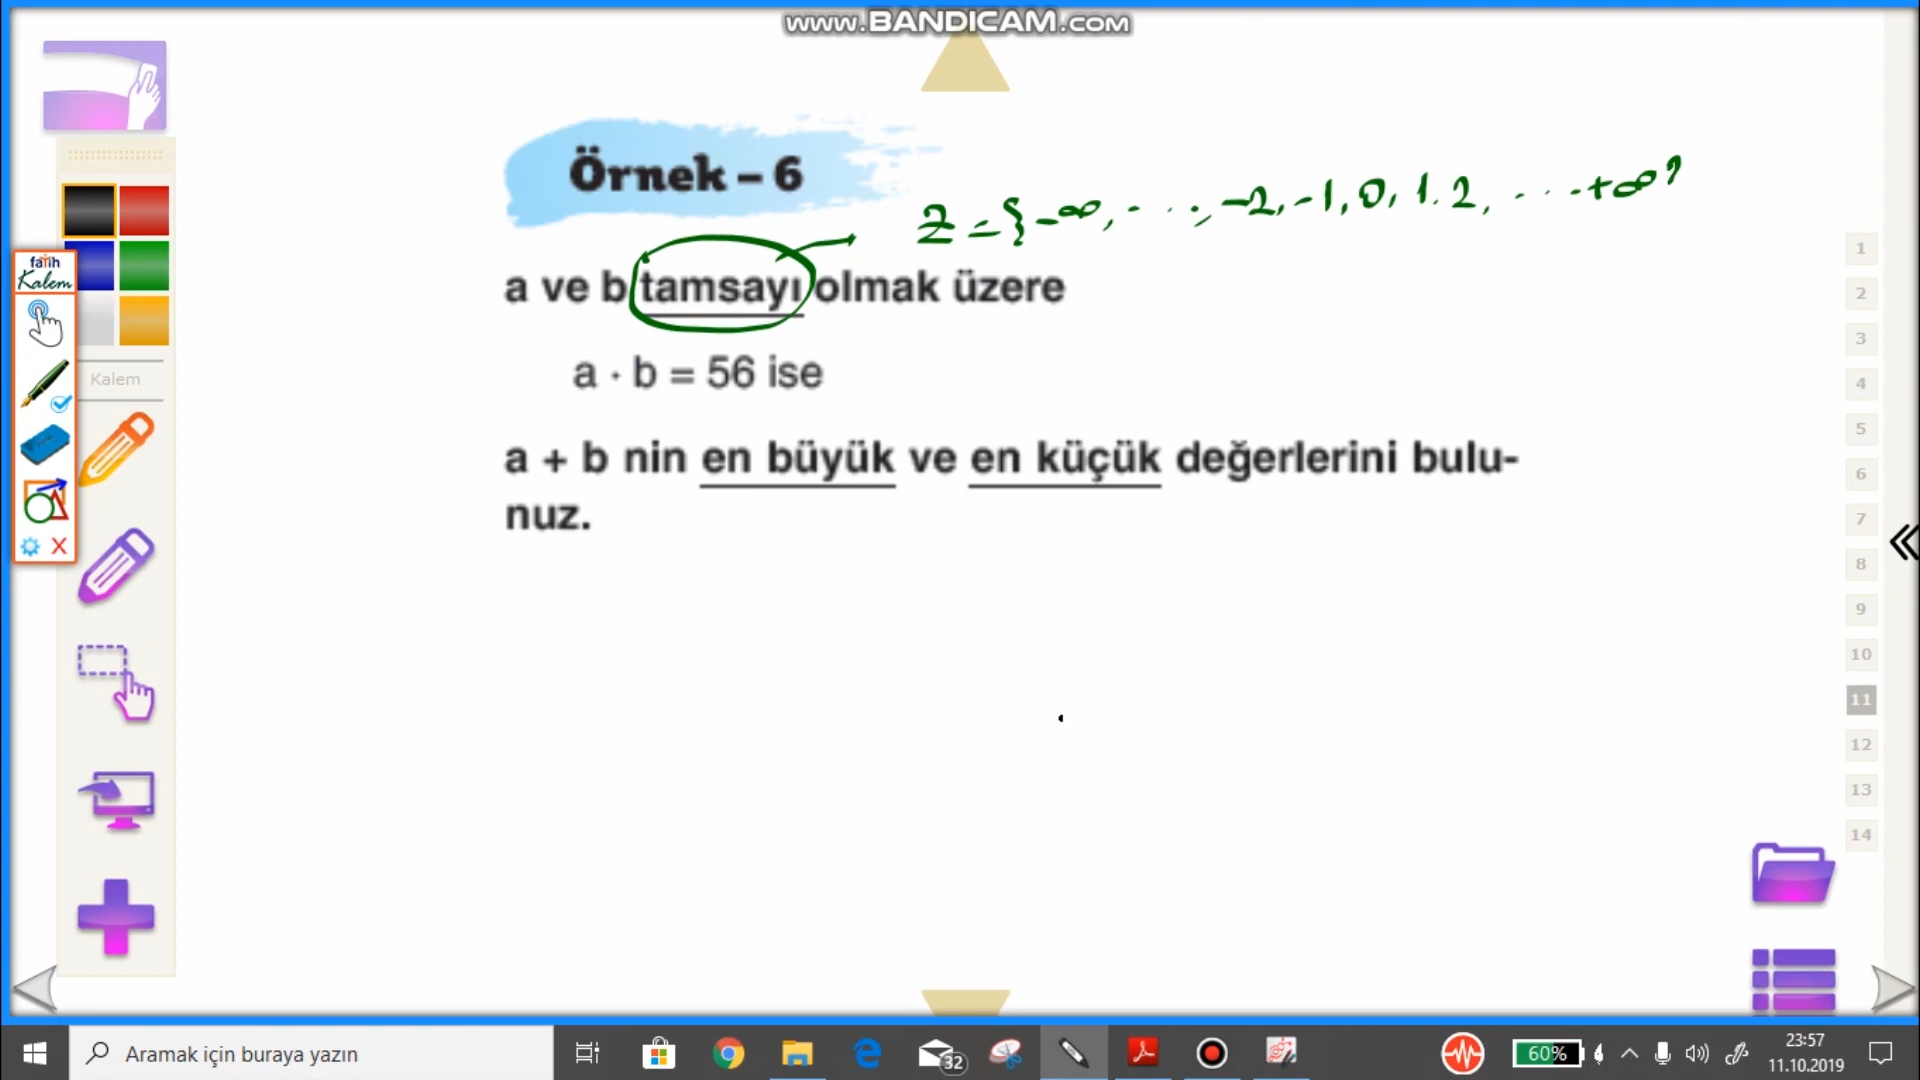 www.BANDICAM.com
Örnek – 6
Z = {-∞, ..., -2, -1, 0, 1, 2, ... +∞}
a ve b tamsayı olmak üzere
a · b = 56 ise
a + b nin en büyük ve en küçük değerlerini bulu-
nuz.
fatih
Kalem
Kalem
1
2
3
4
5
6
7
8
9
10
11
12
13
14
Aramak için buraya yazın
32
60%
23:57
11.10.2019